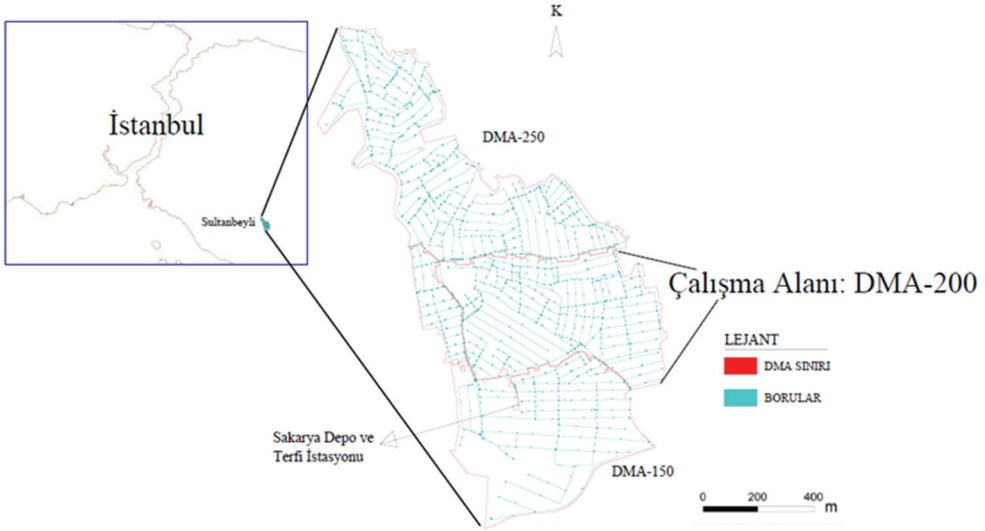 K
İstanbul
DMA-250
Sultanbeyli
Çalışma Alanı: DMA-200
LEJANT
DMA SINIRI
BORULAR
Sakarya Depo ve
Terfi İstasyonu
DMA-150
0 200 400 m